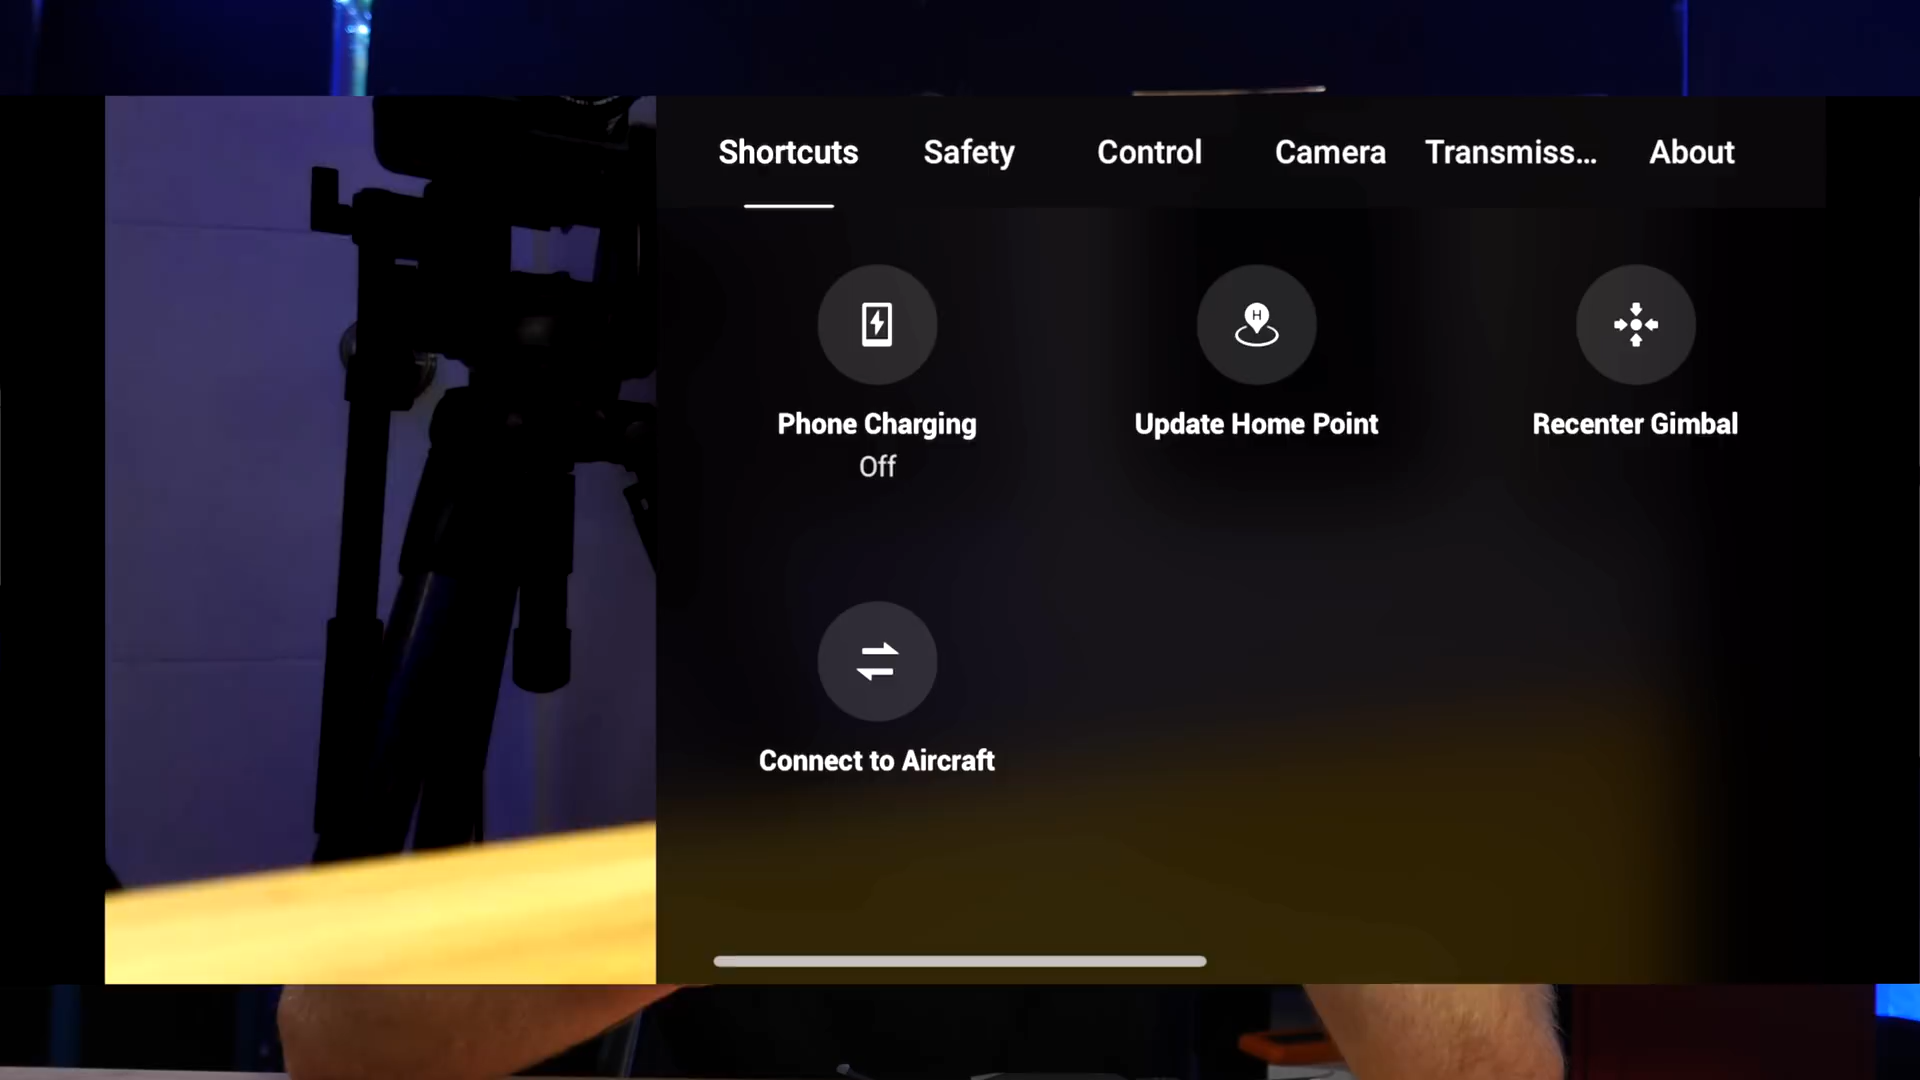 Shortcuts Safety Control Camera Transmiss... About
H
Phone Charging Update Home Point Recenter Gimbal
Off
Connect to Aircraft